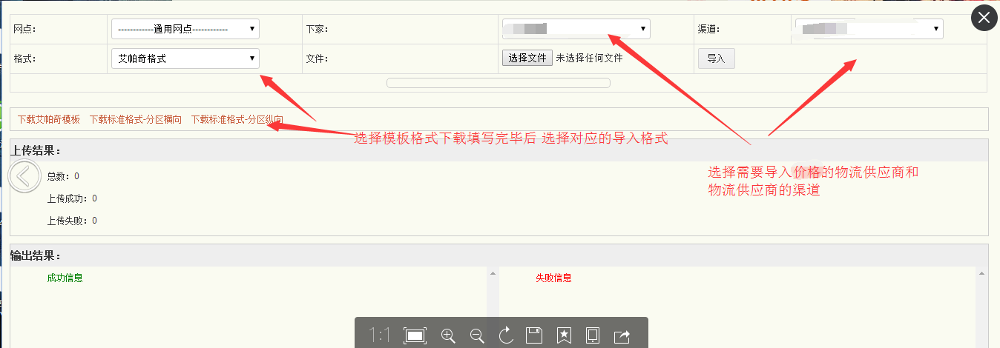 网点： ------------通用网点------------ 下家： 渠道：
格式： 艾帕奇格式 文件： 选择文件 未选择任何文件 导入
下载艾帕奇模板 下载标准格式-分区横向 下载标准格式-分区纵向
选择模板格式下载填写完毕后 选择对应的导入格式
上传结果：
总数：0
上传成功：0
上传失败：0
选择需要导入价格的物流供应商和
物流供应商的渠道
输出结果：
成功信息 失败信息
1:1